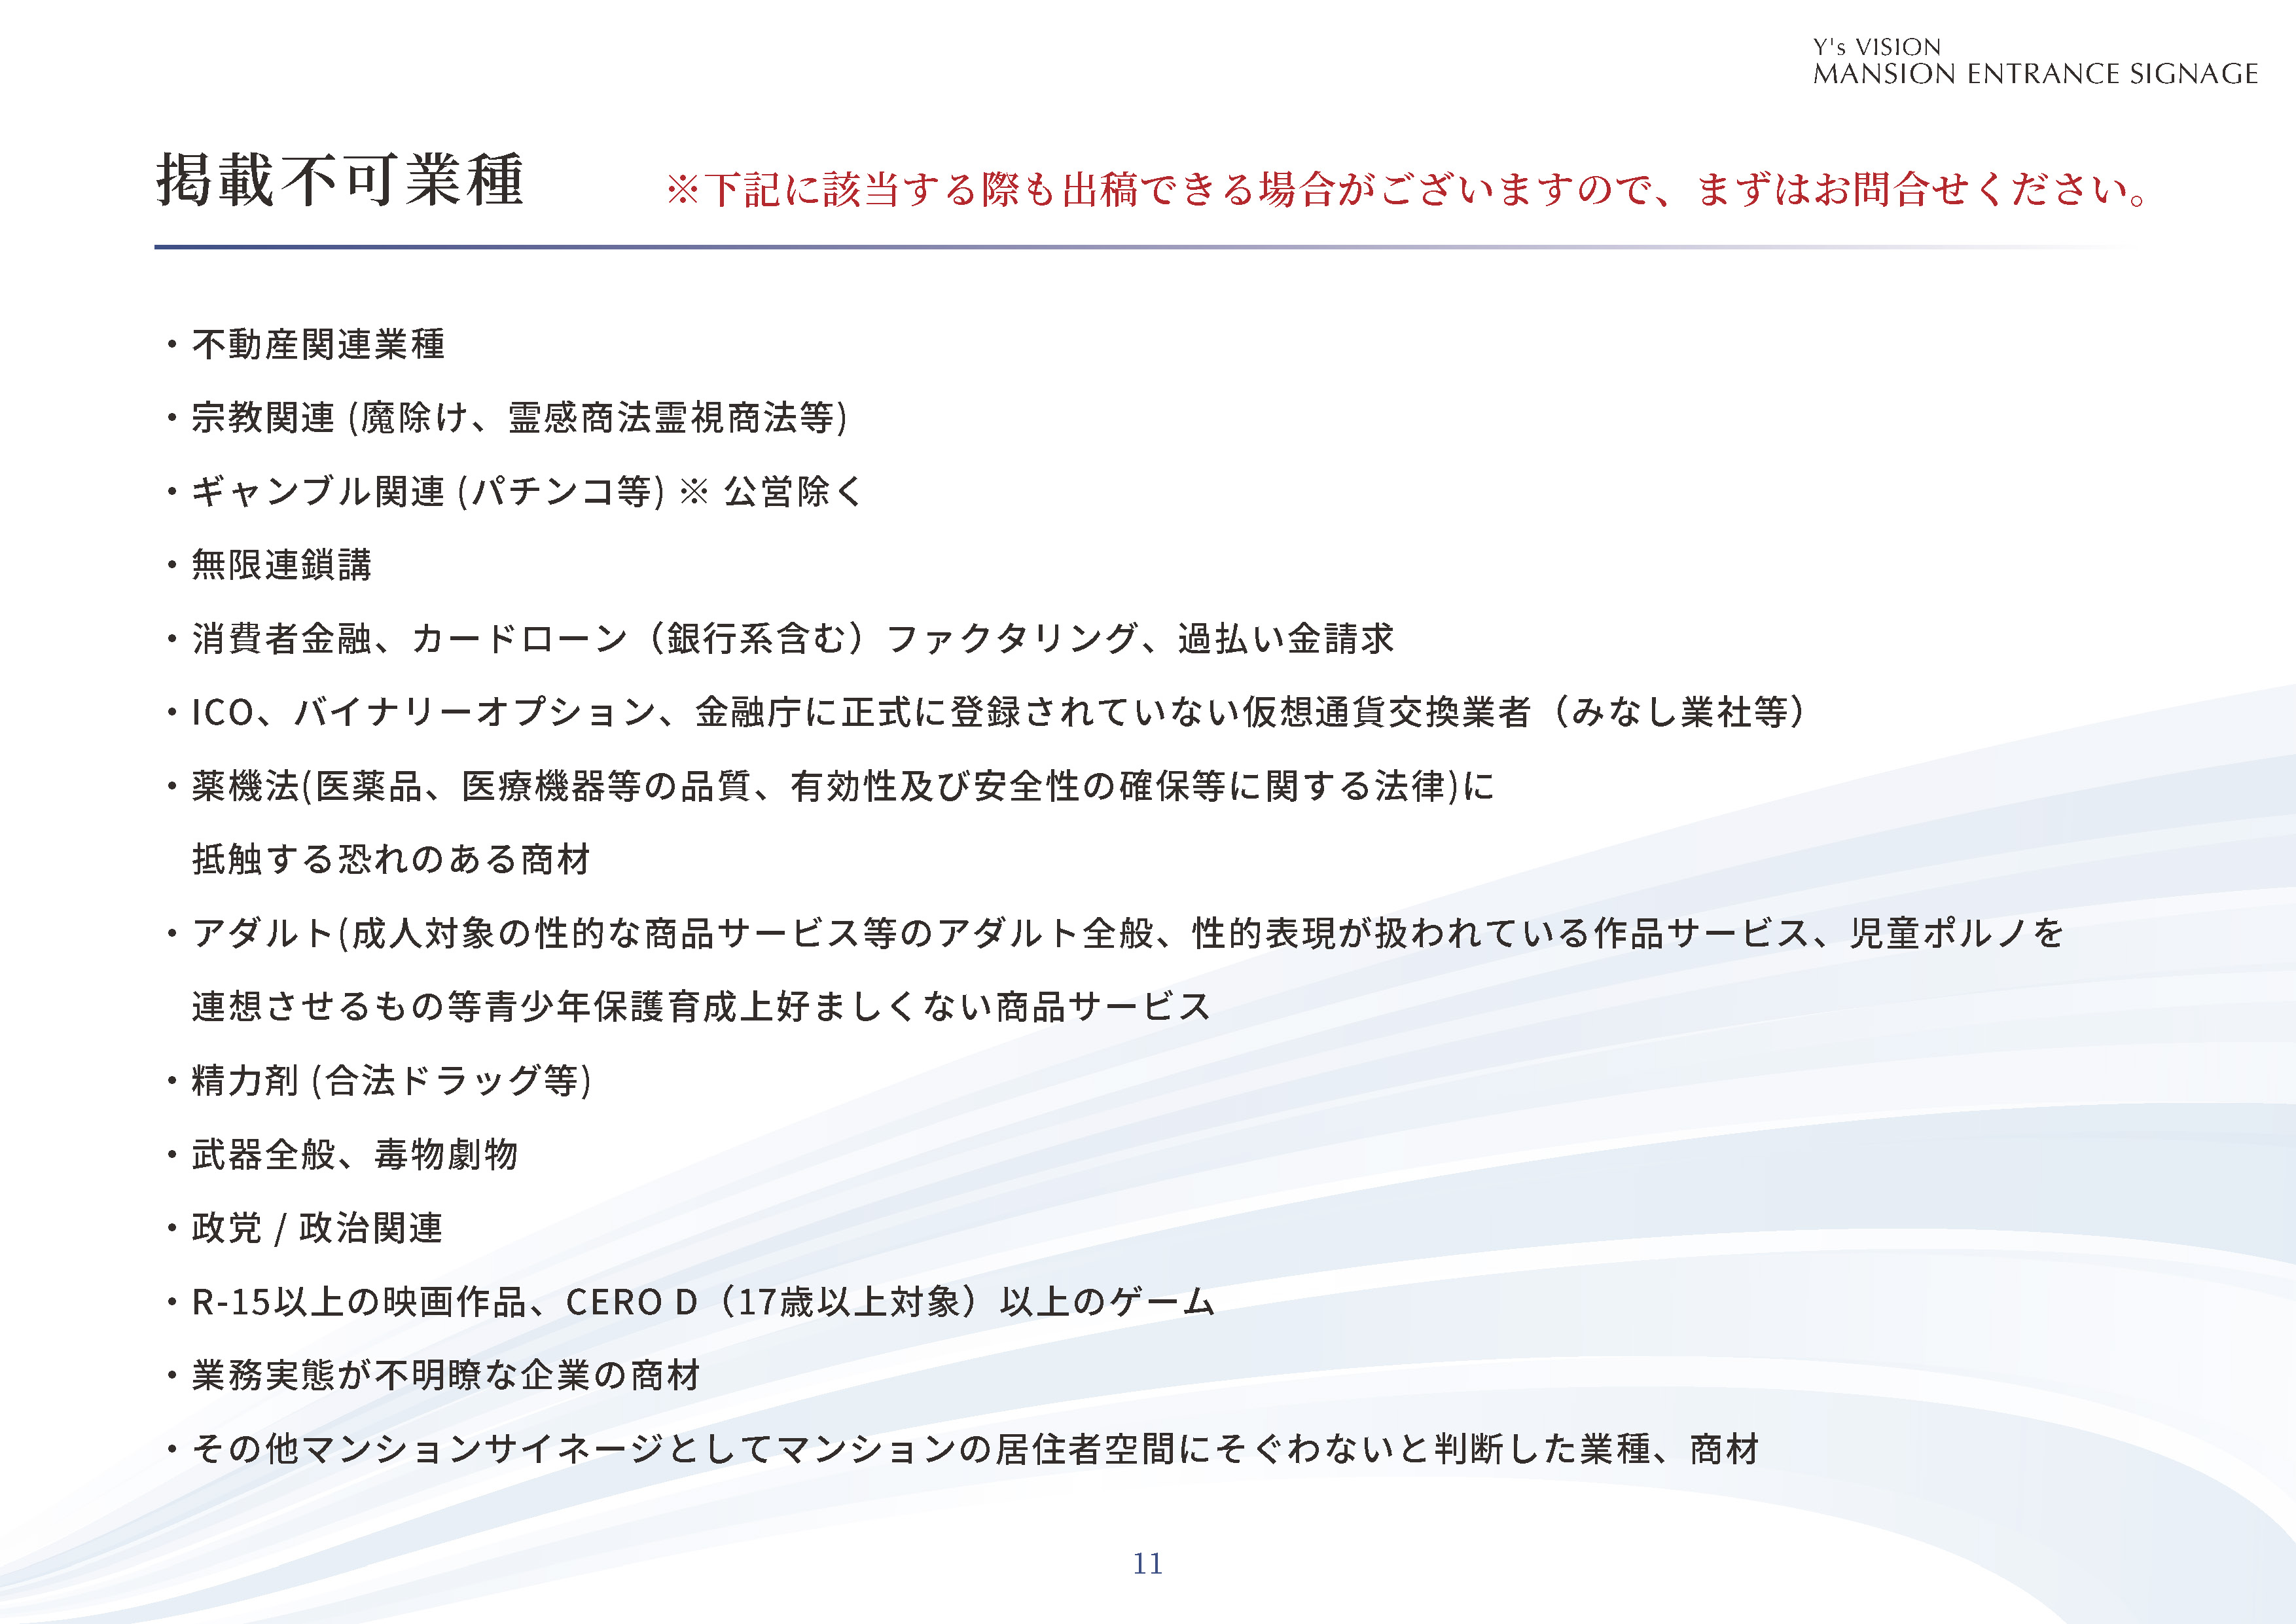 Y's VISION
MANSION ENTRANCE SIGNAGE
掲載不可業種
※下記に該当する際も出稿できる場合がございますので、まずはお問合せください。
・不動産関連業種
・宗教関連 (魔除け、霊感商法霊視商法等)
・ギャンブル関連 (パチンコ等) ※ 公営除く
・無限連鎖講
・消費者金融、カードローン（銀行系含む）ファクタリング、過払い金請求
・ICO、バイナリーオプション、金融庁に正式に登録されていない仮想通貨交換業者（みなし業社等）
・薬機法(医薬品、医療機器等の品質、有効性及び安全性の確保等に関する法律)に
抵触する恐れのある商材
・アダルト(成人対象の性的な商品サービス等のアダルト全般、性的表現が扱われている作品サービス、児童ポルノを
連想させるもの等青少年保護育成上好ましくない商品サービス
・精力剤 (合法ドラッグ等)
・武器全般、毒物劇物
・政党 / 政治関連
・R-15以上の映画作品、CERO D（17歳以上対象）以上のゲーム
・業務実態が不明瞭な企業の商材
・その他マンションサイネージとしてマンションの居住者空間にそぐわないと判断した業種、商材
11